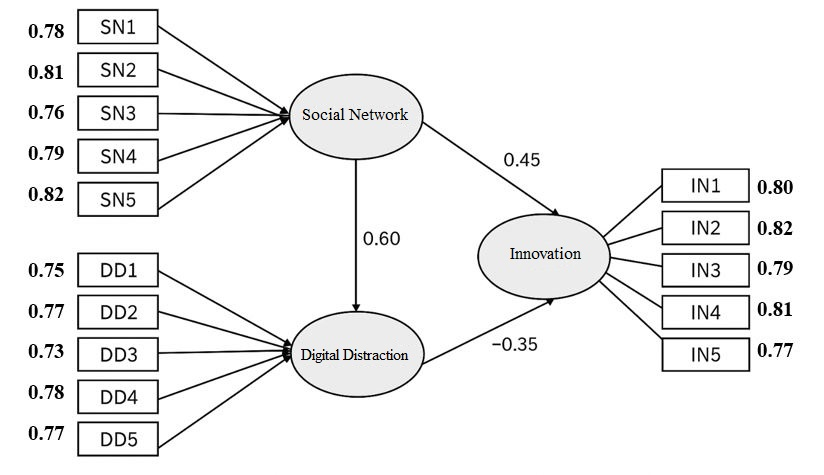 0.78 SN1
0.81 SN2
0.76 SN3
0.79 SN4
0.82 SN5
Social Network
0.45
0.60
IN1 0.80
IN2 0.82
IN3 0.79
IN4 0.81
IN5 0.77
Innovation
0.75 DD1
0.77 DD2
0.73 DD3
0.78 DD4
0.77 DD5
Digital Distraction
−0.35